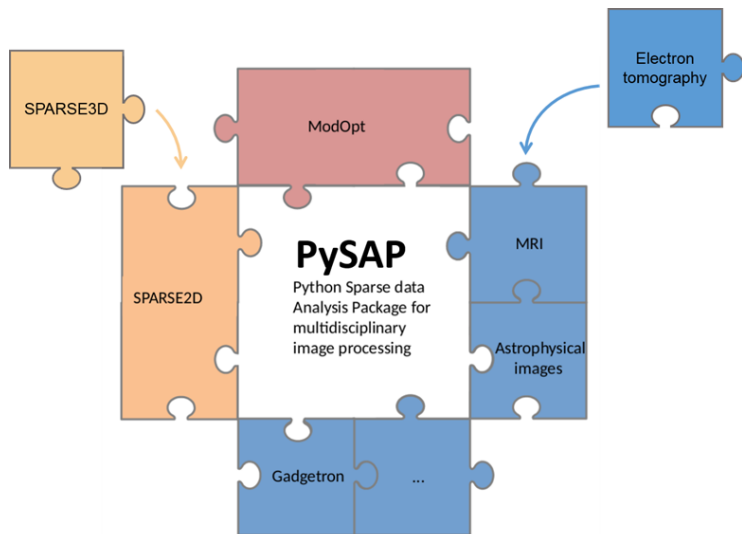 Electron
tomography
SPARSE3D
ModOpt
PySAP
Python Sparse data
Analysis Package for
multidisciplinary
image processing
MRI
SPARSE2D
Astrophysical
images
Gadgetron
...